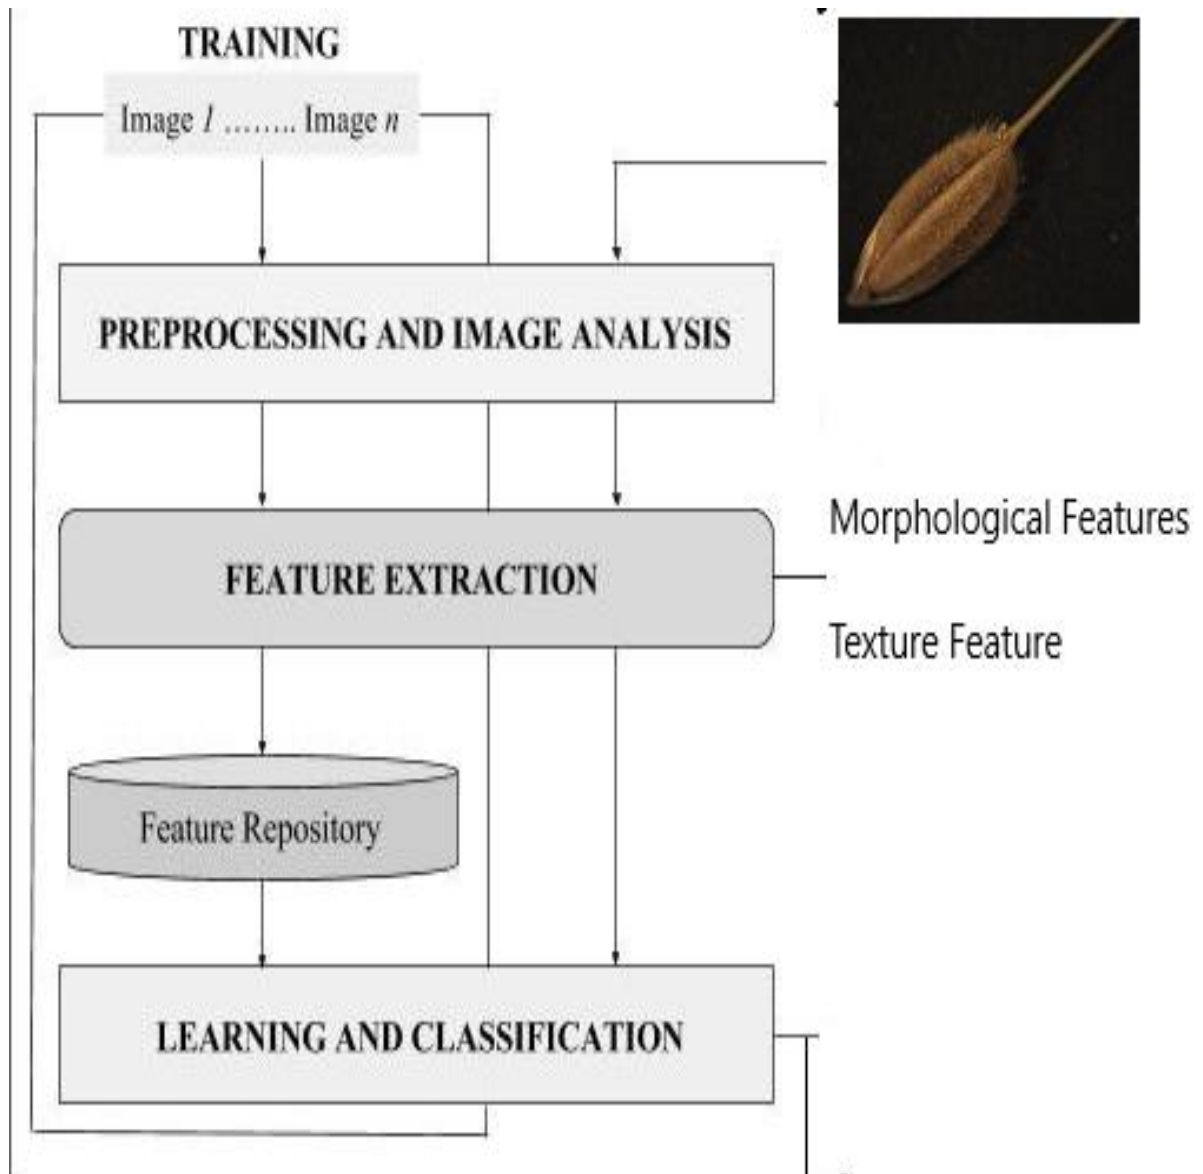 TRAINING
Image 1 ........ Image n
PREPROCESSING AND IMAGE ANALYSIS
Morphological Features
FEATURE EXTRACTION
Texture Feature
Feature Repository
LEARNING AND CLASSIFICATION